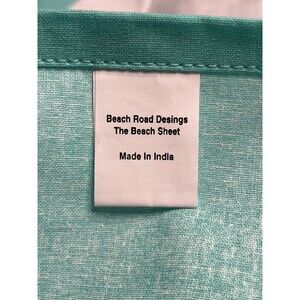 Beach Road Desings
The Beach Sheet
Made In India